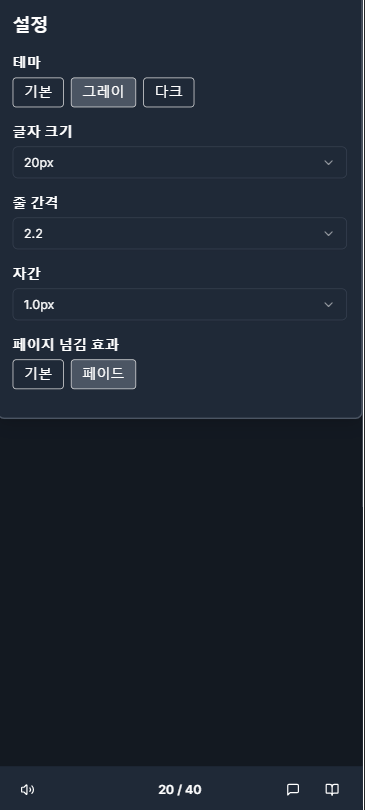 설정
테마
기본 그레이 다크
글자 크기
20px
줄 간격
2.2
자간
1.0px
페이지 넘김 효과
기본 페이드
20 / 40